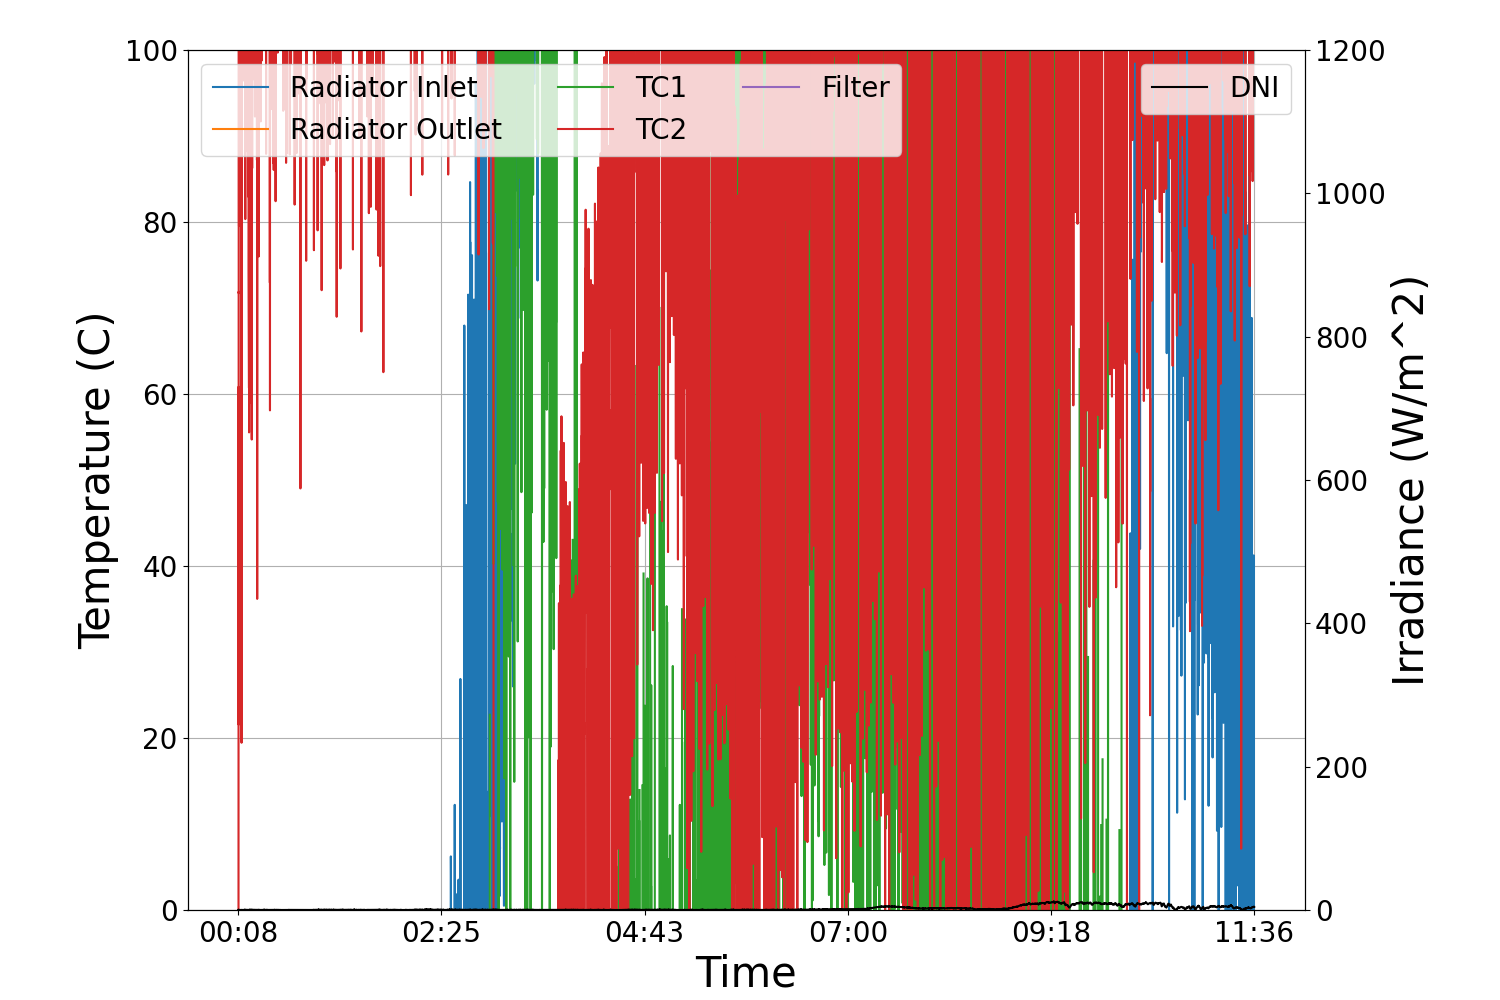 Radiator Inlet
Radiator Outlet
TC1
TC2
Filter
DNI
Temperature (C)
100
80
60
40
20
0
Irradiance (W/m^2)
1200
1000
800
600
400
200
0
00:08 02:25 04:43 07:00 09:18 11:36
Time